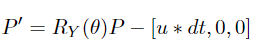 P′ = R_Y(θ)P − [u ∗ dt, 0, 0]